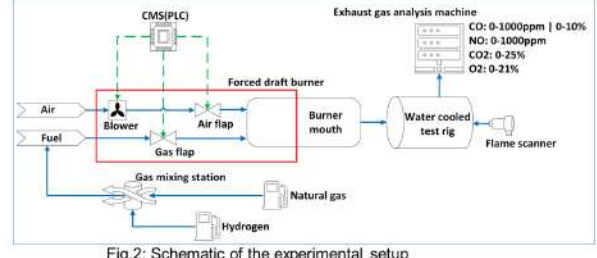 CMS(PLC)
Exhaust gas analysis machine
CO: 0-1000ppm | 0-10%
NO: 0-1000ppm
CO2: 0-25%
O2: 0-21%
Forced draft burner
Air
Blower
Air flap
Burner mouth
Water cooled test rig
Fuel
Gas flap
Flame scanner
Gas mixing station
Natural gas
Hydrogen
Fig.2: Schematic of the experimental setup